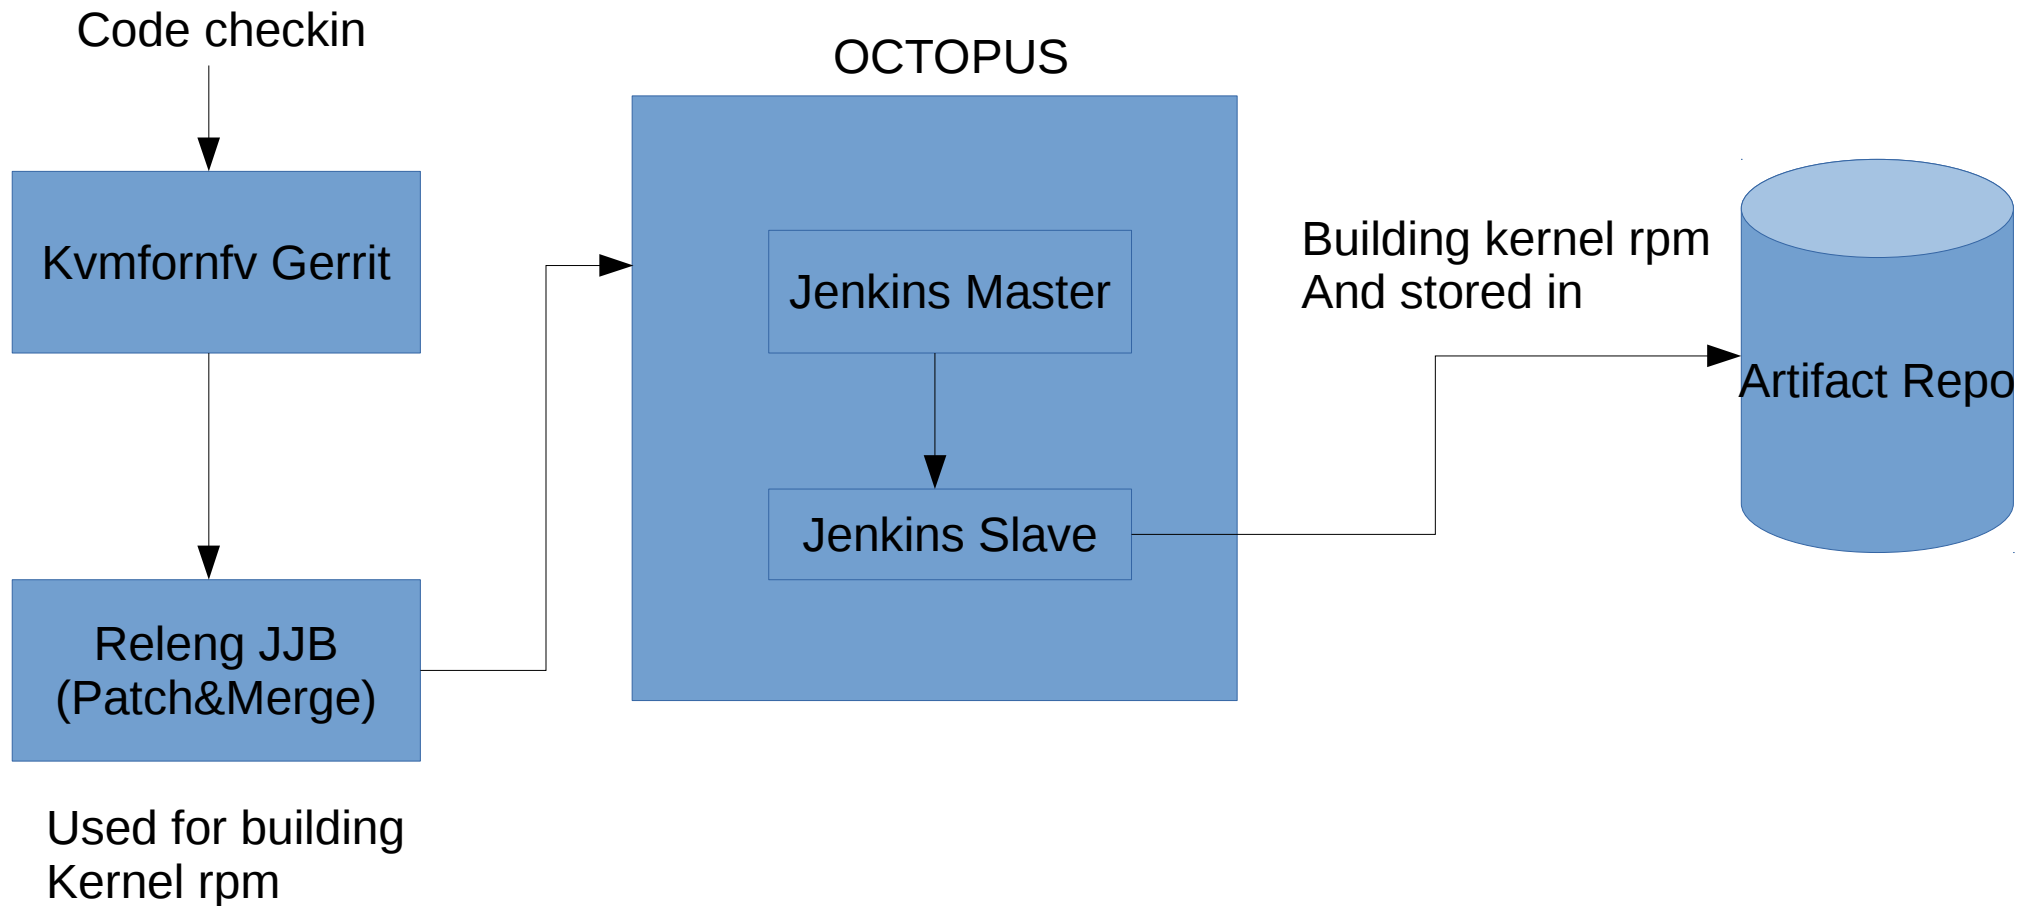 Code checkin
OCTOPUS
Kvmfornfv Gerrit
Jenkins Master
Building kernel rpm
And stored in
Artifact Repo
Jenkins Slave
Releng JJB
(Patch&Merge)
Used for building
Kernel rpm